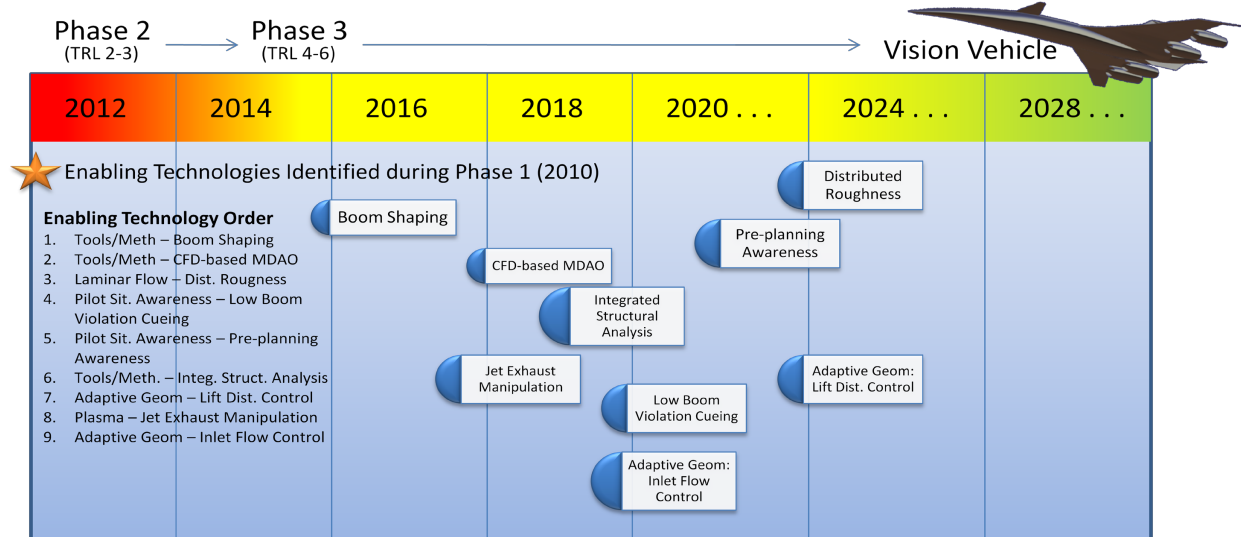 Phase 2
(TRL 2-3)
Phase 3
(TRL 4-6)
Vision Vehicle
2012
2014
2016
2018
2020 . . .
2024 . . .
2028 . . .
Enabling Technologies Identified during Phase 1 (2010)
Enabling Technology Order
1. Tools/Meth – Boom Shaping
2. Tools/Meth – CFD-based MDAO
3. Laminar Flow – Dist. Rougness
4. Pilot Sit. Awareness – Low Boom
Violation Cueing
5. Pilot Sit. Awareness – Pre-planning
Awareness
6. Tools/Meth. – Integ. Struct. Analysis
7. Adaptive Geom – Lift Dist. Control
8. Plasma – Jet Exhaust Manipulation
9. Adaptive Geom – Inlet Flow Control
Boom Shaping
CFD-based MDAO
Integrated
Structural
Analysis
Jet Exhaust
Manipulation
Low Boom
Violation Cueing
Adaptive Geom:
Inlet Flow
Control
Distributed
Roughness
Pre-planning
Awareness
Adaptive Geom:
Lift Dist. Control